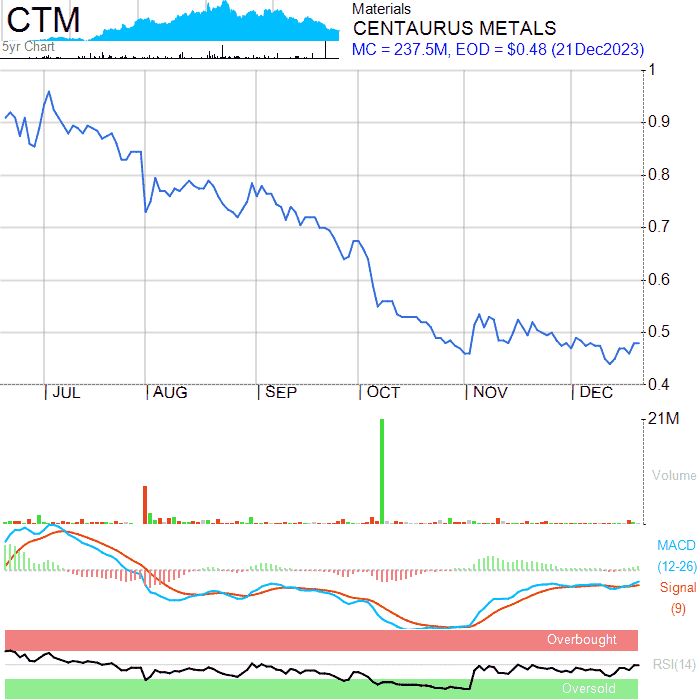 CTM
5yr Chart
Materials
CENTAURUS METALS
MC = 237.5M, EOD = $0.48 (21Dec2023)
1
0.9
0.8
0.7
0.6
0.5
0.4
JUL
AUG
SEP
OCT
NOV
DEC
21M
Volume
MACD
(12-26)
Signal
(9)
Overbought
RSI(14)
Oversold